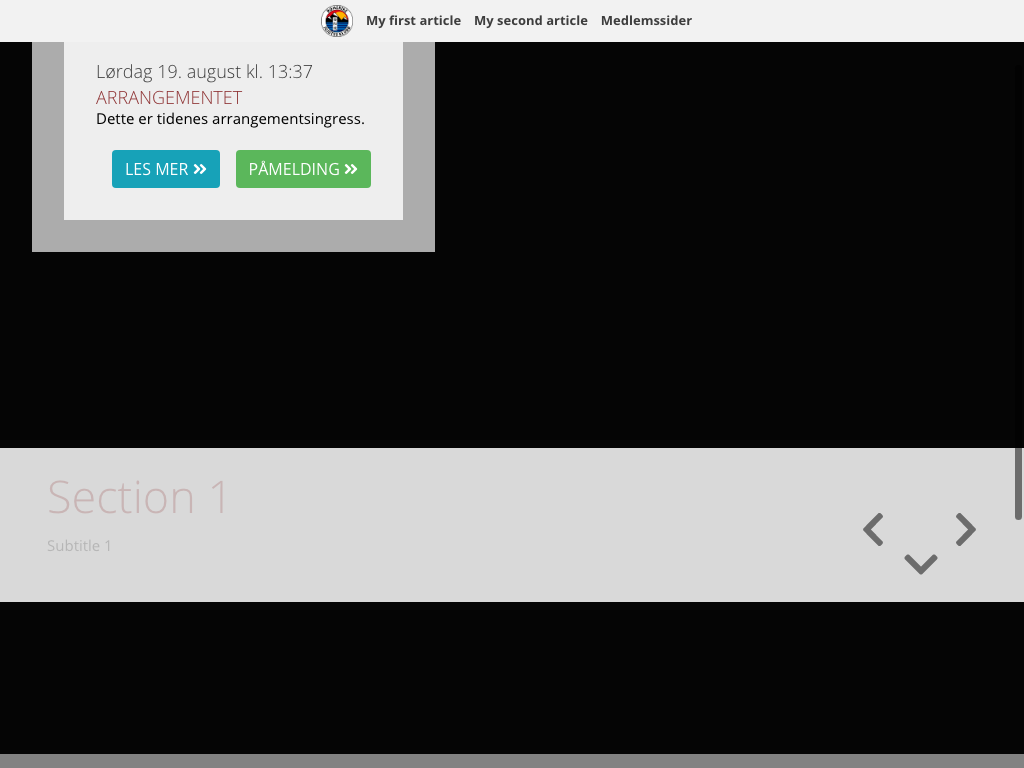 My first article My second article Medlemssider
Lørdag 19. august kl. 13:37
ARRANGEMENTET
Dette er tidenes arrangementsingress.
LES MER » PÅMELDING »
Section 1
Subtitle 1